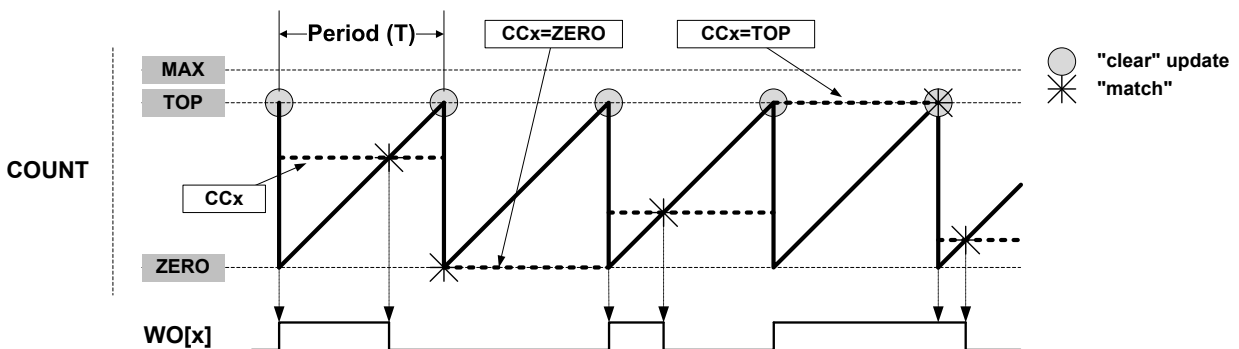 Period (T)
CCx=ZERO
CCx=TOP
"clear" update
"match"
MAX
TOP
COUNT
CCx
ZERO
WO[x]